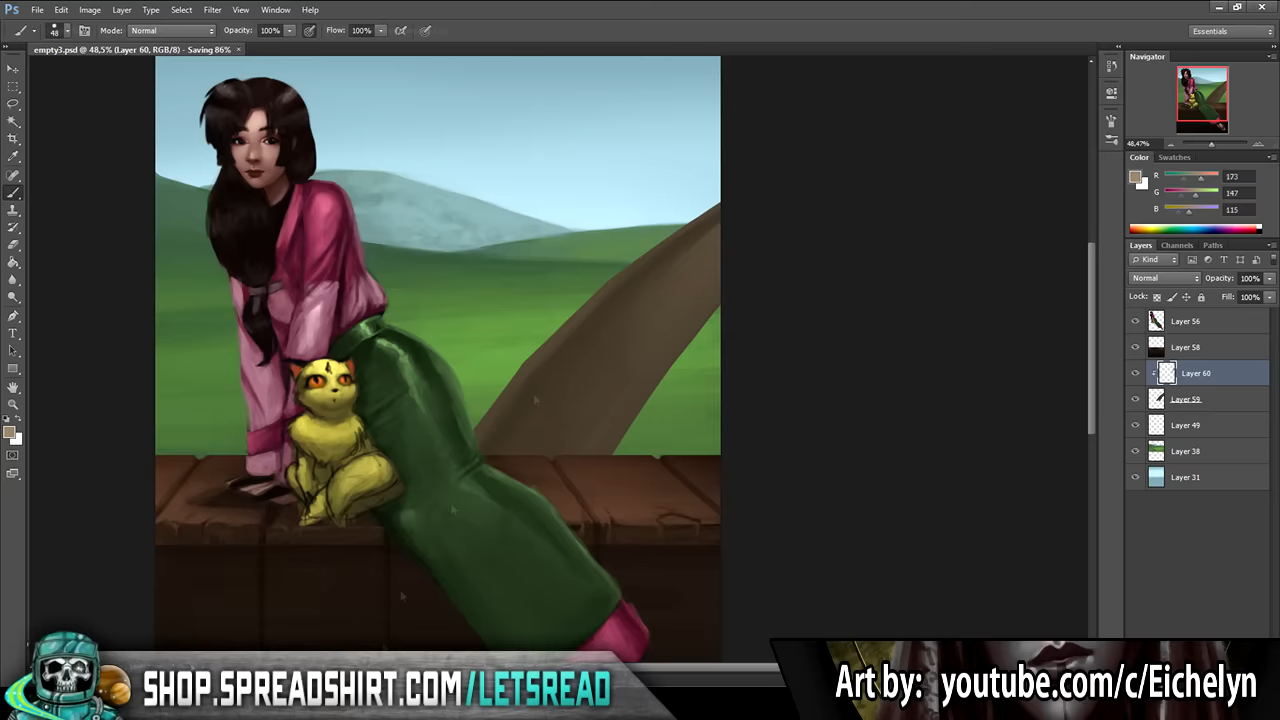 Ps File Edit Image Layer Type Select Filter View Window Help
48 Mode: Normal Opacity: 100% Flow: 100% Essentials
empty3.psd @ 48,5% (Layer 60, RGB/8) - Saving 86% ×
Navigator
48,47%
Color Swatches
R 173
G 147
B 115
Layers Channels Paths
Kind
Normal Opacity: 100%
Lock: Fill: 100%
Layer 56
Layer 58
Layer 60
Layer 59
Layer 49
Layer 38
Layer 31
SHOP.SPREADSHIRT.COM/LETSREAD
Art by: youtube.com/c/Eichelyn